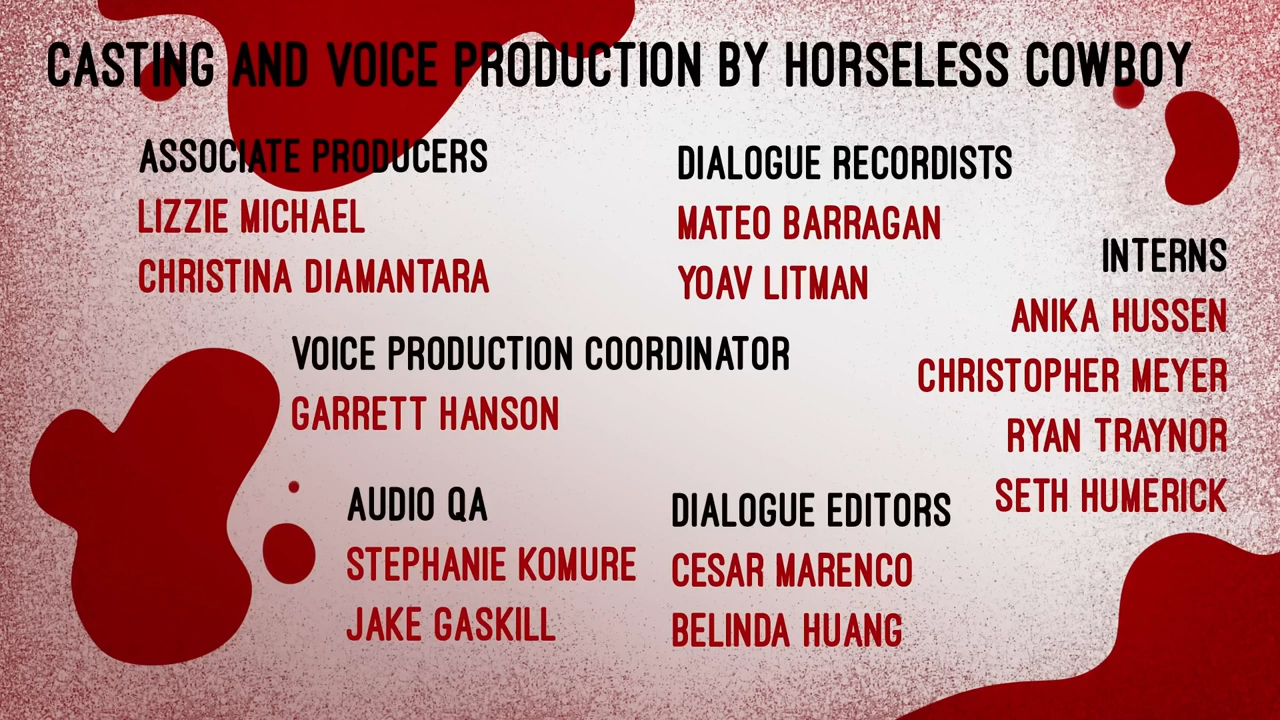 CASTING AND VOICE PRODUCTION BY HORSELESS COWBOY
ASSOCIATE PRODUCERS
LIZZIE MICHAEL
CHRISTINA DIAMANTARA
DIALOGUE RECORDISTS
MATEO BARRAGAN
YOAV LITMAN
INTERNS
ANIKA HUSSEN
CHRISTOPHER MEYER
RYAN TRAYNOR
SETH HUMERICK
VOICE PRODUCTION COORDINATOR
GARRETT HANSON
AUDIO QA
STEPHANIE KOMURE
JAKE GASKILL
DIALOGUE EDITORS
CESAR MARENCO
BELINDA HUANG